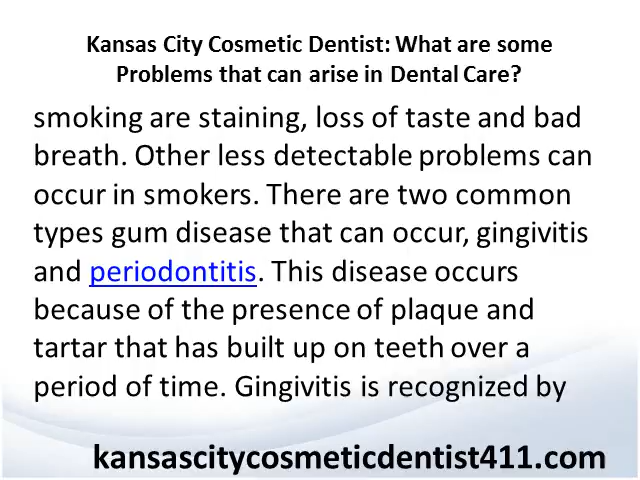 Kansas City Cosmetic Dentist: What are some
Problems that can arise in Dental Care?
smoking are staining, loss of taste and bad
breath. Other less detectable problems can
occur in smokers. There are two common
types gum disease that can occur, gingivitis
and periodontitis. This disease occurs
because of the presence of plaque and
tartar that has built up on teeth over a
period of time. Gingivitis is recognized by
kansascitycosmeticdentist411.com